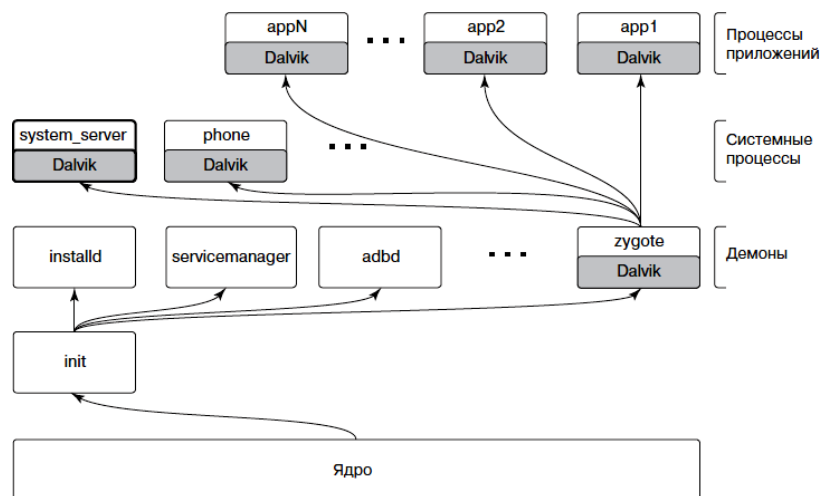 appN
. . .
app2
app1
Процессы
приложений
Dalvik
Dalvik
Dalvik
system_server
phone
. . .
Системные
процессы
Dalvik
Dalvik
installd
servicemanager
adbd
. . .
zygote
Демоны
Dalvik
init
Ядро